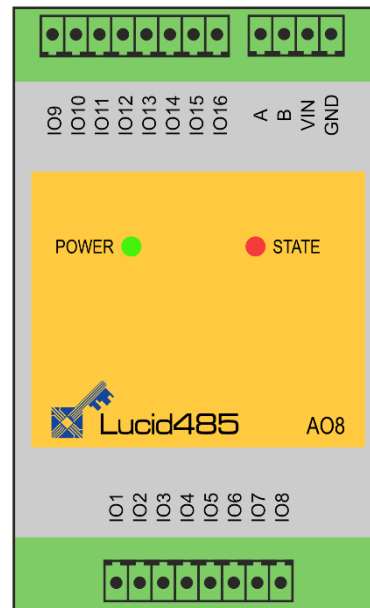 IO9 IO10 IO11 IO12 IO13 IO14 IO15 IO16 A B VIN GND
POWER STATE
Lucid485 AO8
IO1 IO2 IO3 IO4 IO5 IO6 IO7 IO8